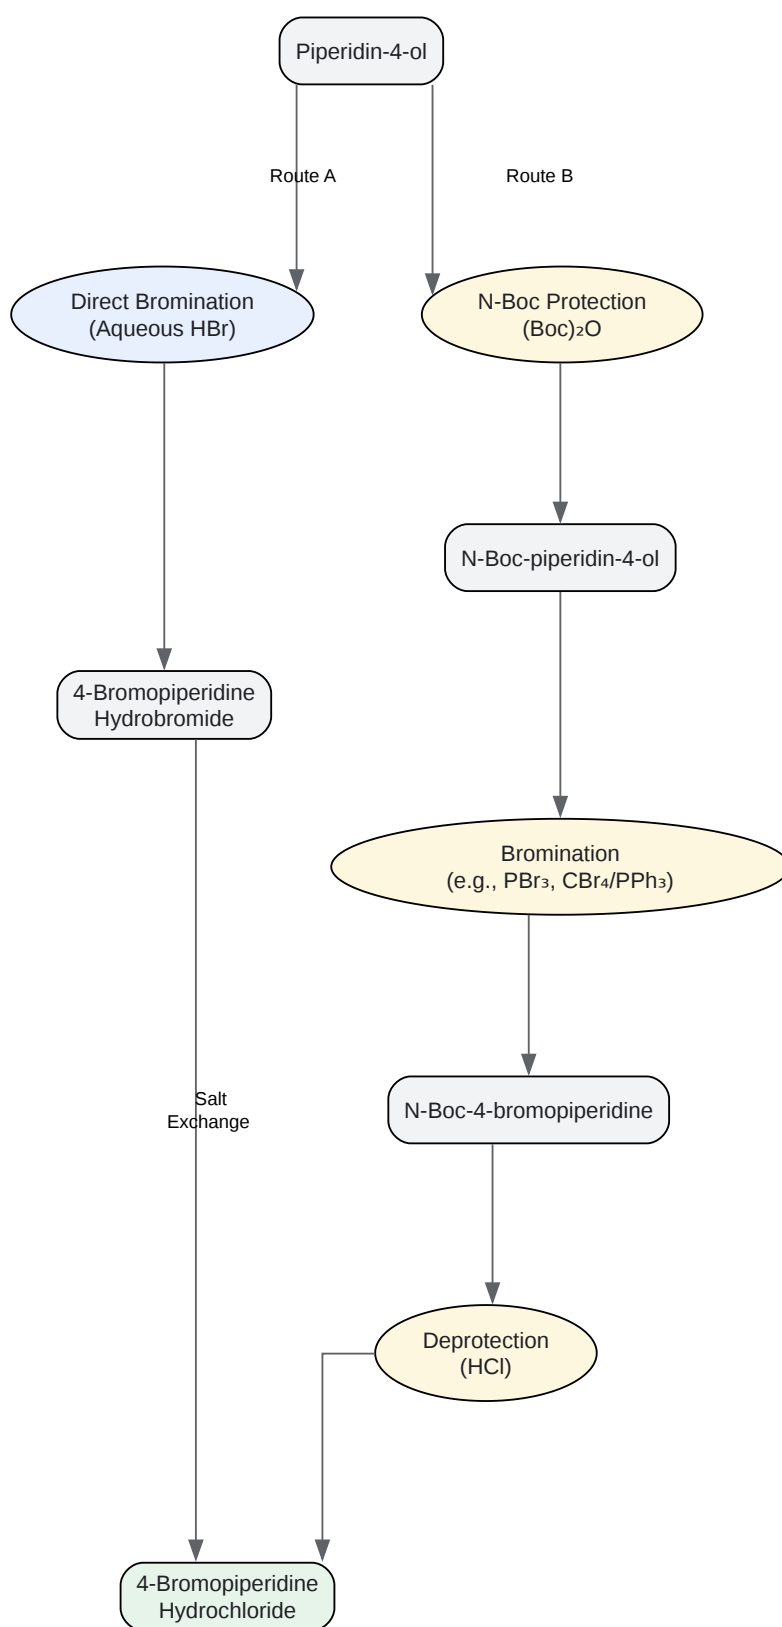 Piperidin-4-ol
Route A
Route B
Direct Bromination
(Aqueous HBr)
N-Boc Protection
(Boc)₂O
N-Boc-piperidin-4-ol
4-Bromopiperidine
Hydrobromide
Bromination
(e.g., PBr₃, CBr₄/PPh₃)
Salt
Exchange
N-Boc-4-bromopiperidine
Deprotection
(HCl)
4-Bromopiperidine
Hydrochloride